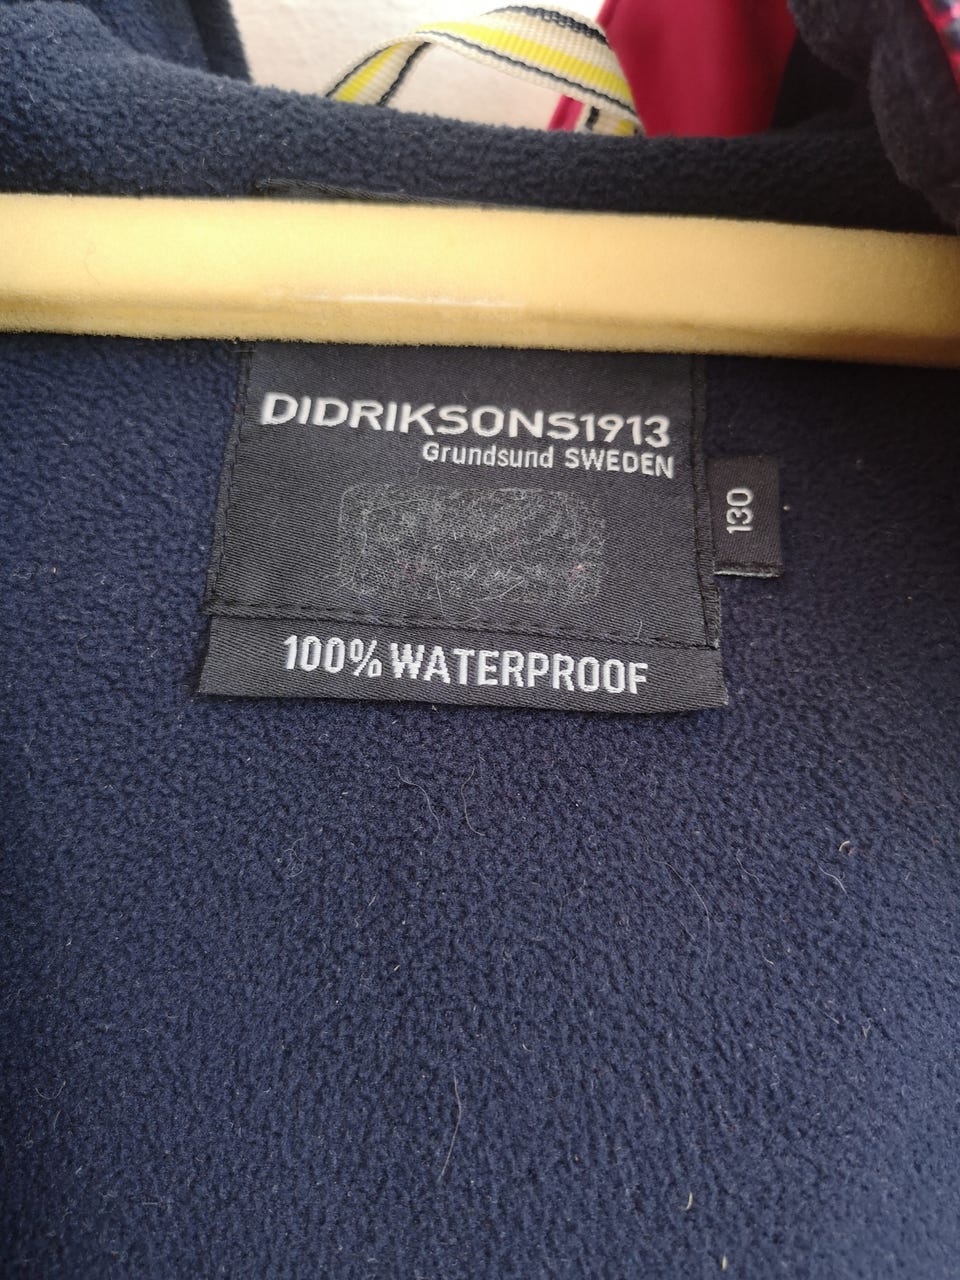 DIDRIKSONS1913
Grundsund SWEDEN
130
100% WATERPROOF